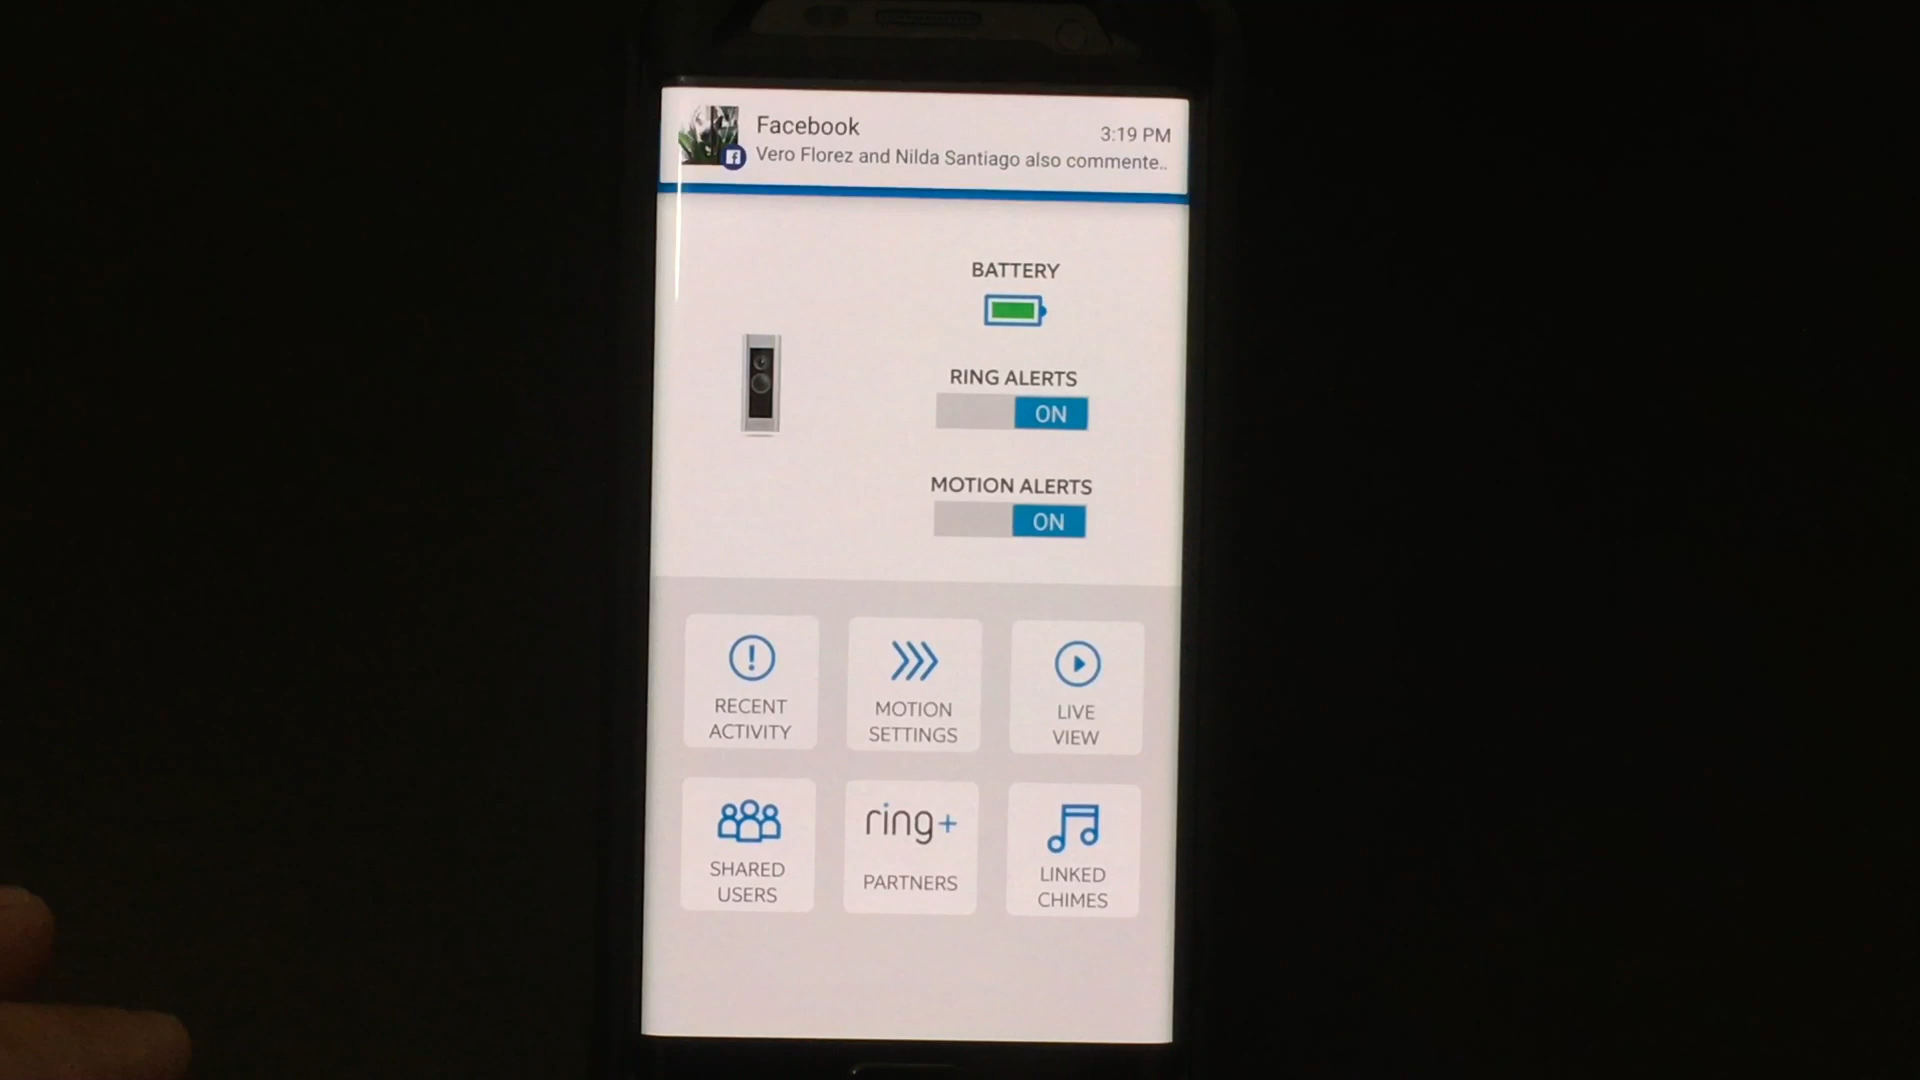 Facebook
3:19 PM
Vero Florez and Nilda Santiago also commente..
BATTERY
RING ALERTS
ON
MOTION ALERTS
ON
RECENT
ACTIVITY
MOTION
SETTINGS
LIVE
VIEW
SHARED
USERS
ring+
PARTNERS
LINKED
CHIMES